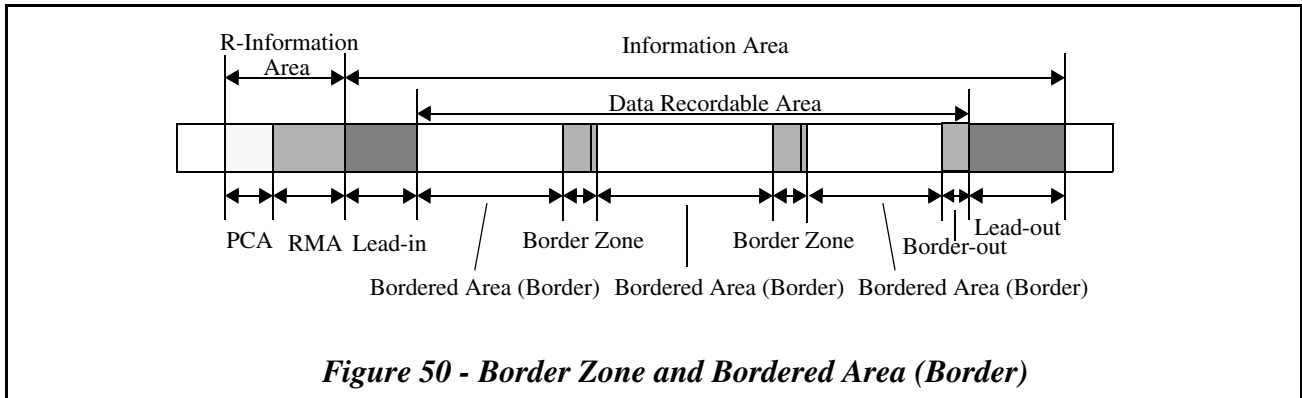 R-Information
Area
Information Area
Data Recordable Area
PCA
RMA
Lead-in
Border Zone
Border Zone
Border-out
Lead-out
Bordered Area (Border)
Bordered Area (Border)
Bordered Area (Border)
Figure 50 - Border Zone and Bordered Area (Border)